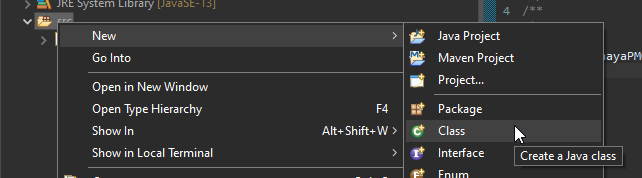 JRE System Library [JavaSE-13]
4 /**
src
New
Java Project
Go Into
Maven Project
Project...
Open in New Window
Open Type Hierarchy F4
Package
Show In Alt+Shift+W
Class
Show in Local Terminal
Interface
Create a Java class
Enum